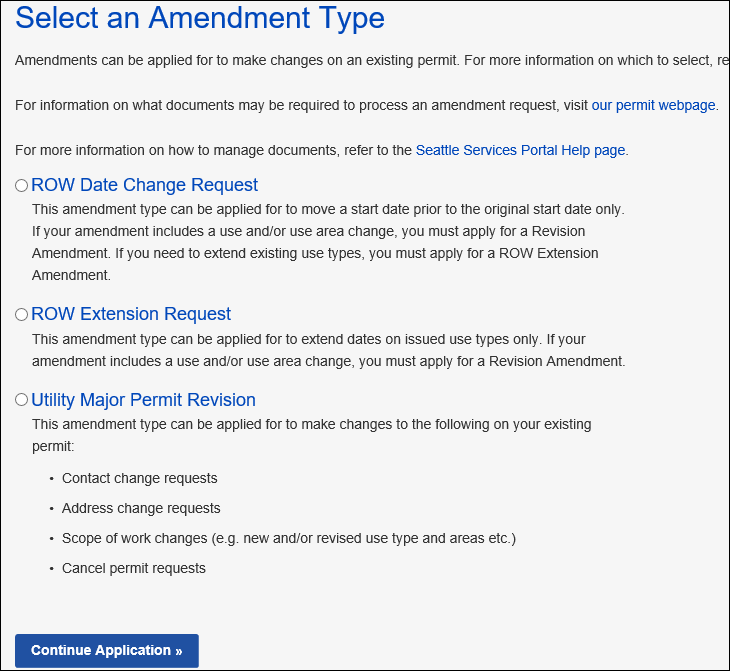 Select an Amendment Type
Amendments can be applied for to make changes on an existing permit. For more information on which to select, re
For information on what documents may be required to process an amendment request, visit our permit webpage.
For more information on how to manage documents, refer to the Seattle Services Portal Help page.
ROW Date Change Request
This amendment type can be applied for to move a start date prior to the original start date only.
If your amendment includes a use and/or use area change, you must apply for a Revision
Amendment. If you need to extend existing use types, you must apply for a ROW Extension
Amendment.
ROW Extension Request
This amendment type can be applied for to extend dates on issued use types only. If your
amendment includes a use and/or use area change, you must apply for a Revision Amendment.
Utility Major Permit Revision
This amendment type can be applied for to make changes to the following on your existing
permit:
• Contact change requests
• Address change requests
• Scope of work changes (e.g. new and/or revised use type and areas etc.)
• Cancel permit requests
Continue Application »